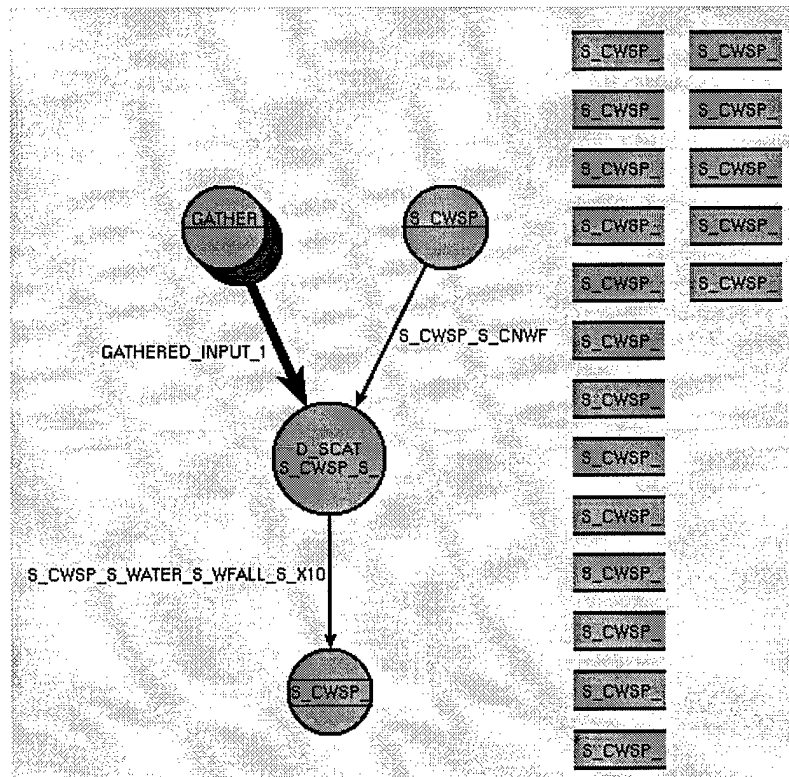 S_CWSP_ S_CWSP_
S_CWSP_ S_CWSP_
S_CWSP_ S_CWSP_
GATHER S_CWSP S_CWSP_ S_CWSP_
S_CWSP_ S_CWSP_
S_CWSP_S_CNWF S_CWSP_
GATHERED_INPUT_1
S_CWSP_
D_SCAT
S_CWSP_S_ S_CWSP_
S_CWSP_
S_CWSP_S_WATER_S_WFALL_S_X10 S_CWSP_
S_CWSP_
S_CWSP_ S_CWSP_
S_CWSP_